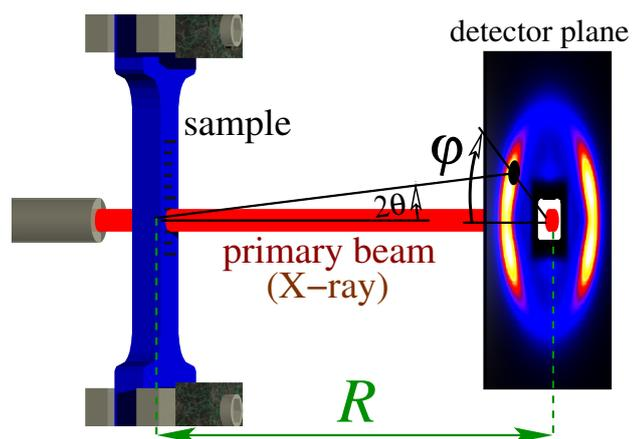 detector plane
sample
φ
2θ
primary beam
(X−ray)
R